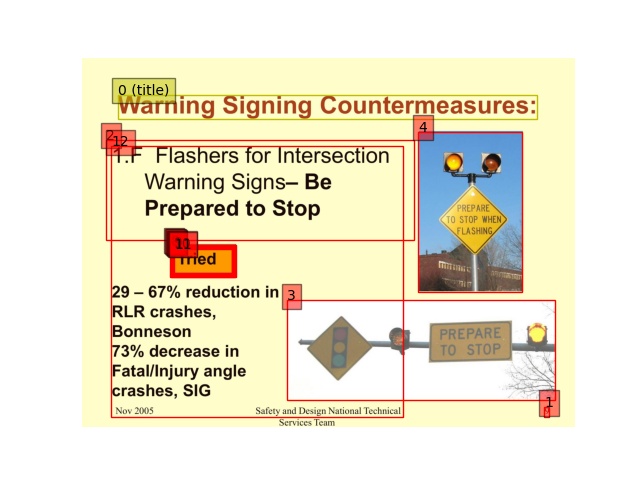 0 (title)
Warning Signing Countermeasures:
2
12
4
1.F Flashers for Intersection
Warning Signs– Be
Prepared to Stop
PREPARE
TO STOP WHEN
FLASHING
11
Tried
29 – 67% reduction in
RLR crashes,
Bonneson
73% decrease in
Fatal/Injury angle
crashes, SIG
3
PREPARE
TO STOP
1
Nov 2005
Safety and Design National Technical
Services Team